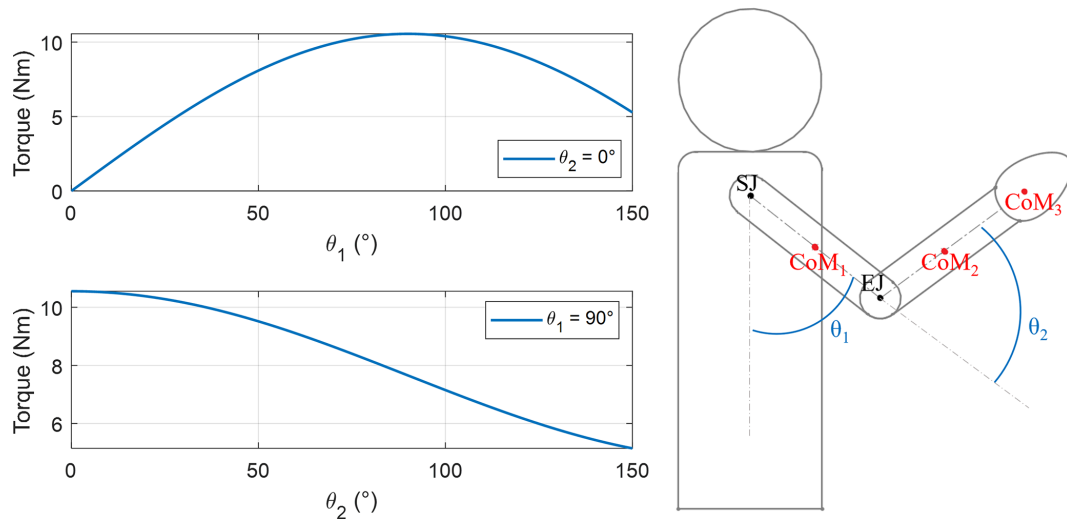 10
5
0
Torque (Nm)
θ₂ = 0°
0
50
100
150
θ₁ (°)
10
8
6
Torque (Nm)
θ₁ = 90°
0
50
100
150
θ₂ (°)
SJ
CoM₃
CoM₁
CoM₂
EJ
θ₁
θ₂